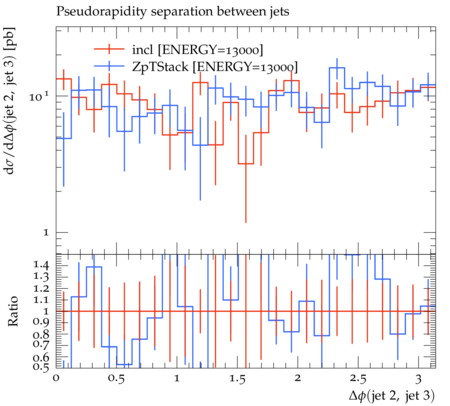 Pseudorapidity separation between jets
incl [ENERGY=13000]
ZpTStack [ENERGY=13000]
dσ/dΔϕ(jet 2, jet 3) [pb]
10¹
1
Ratio
1.4
1.3
1.2
1.1
1
0.9
0.8
0.7
0.6
0.5
0 0.5 1 1.5 2 2.5 3
Δϕ(jet 2, jet 3)